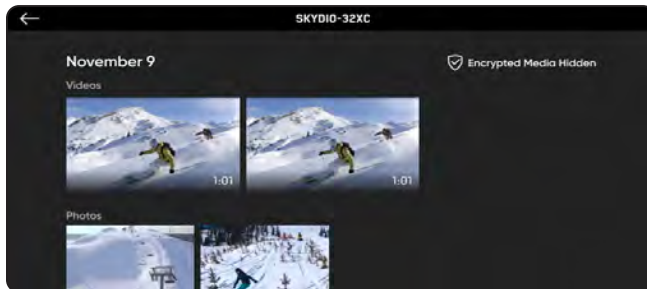 SKYDIO-32XC
November 9
Encrypted Media Hidden
Videos
1:01
1:01
Photos